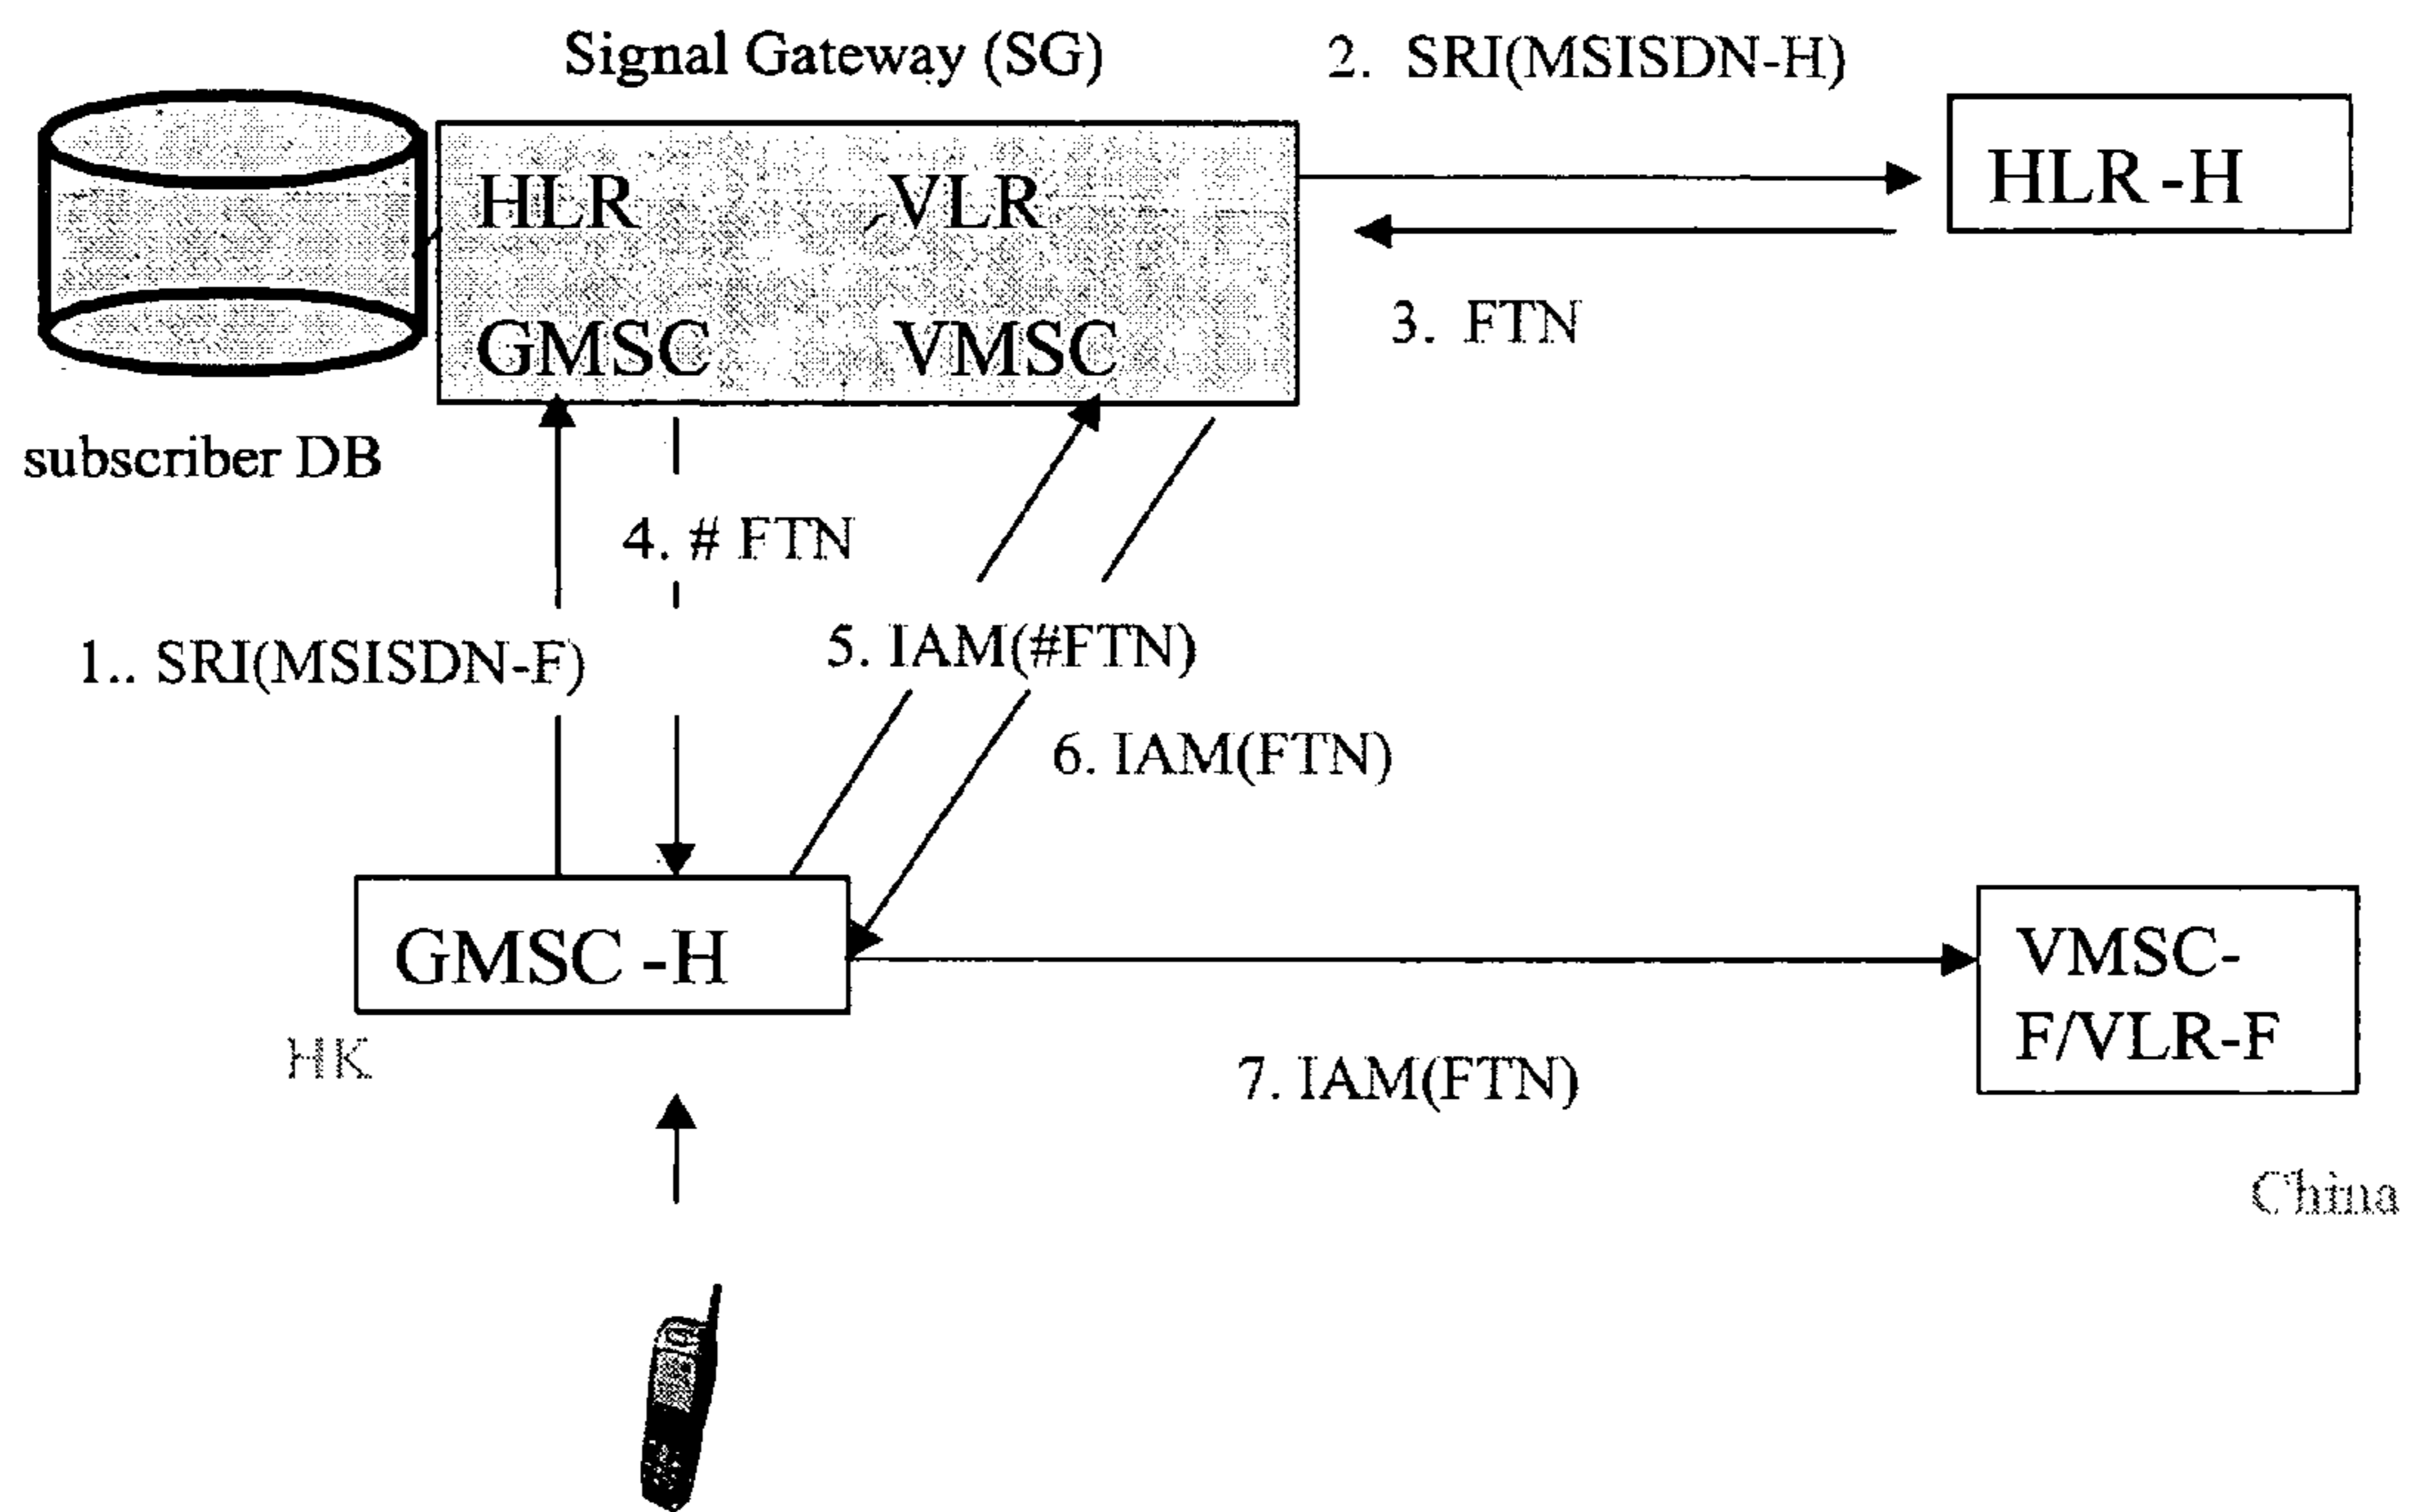 Signal Gateway (SG)
2. SRI(MSISDN-H)
HLR
VLR
HLR -H
GMSC
VMSC
3. FTN
subscriber DB
4. # FTN
1.. SRI(MSISDN-F)
5. IAM(#FTN)
6. IAM(FTN)
GMSC -H
VMSC-
F/VLR-F
HK
7. IAM(FTN)
China